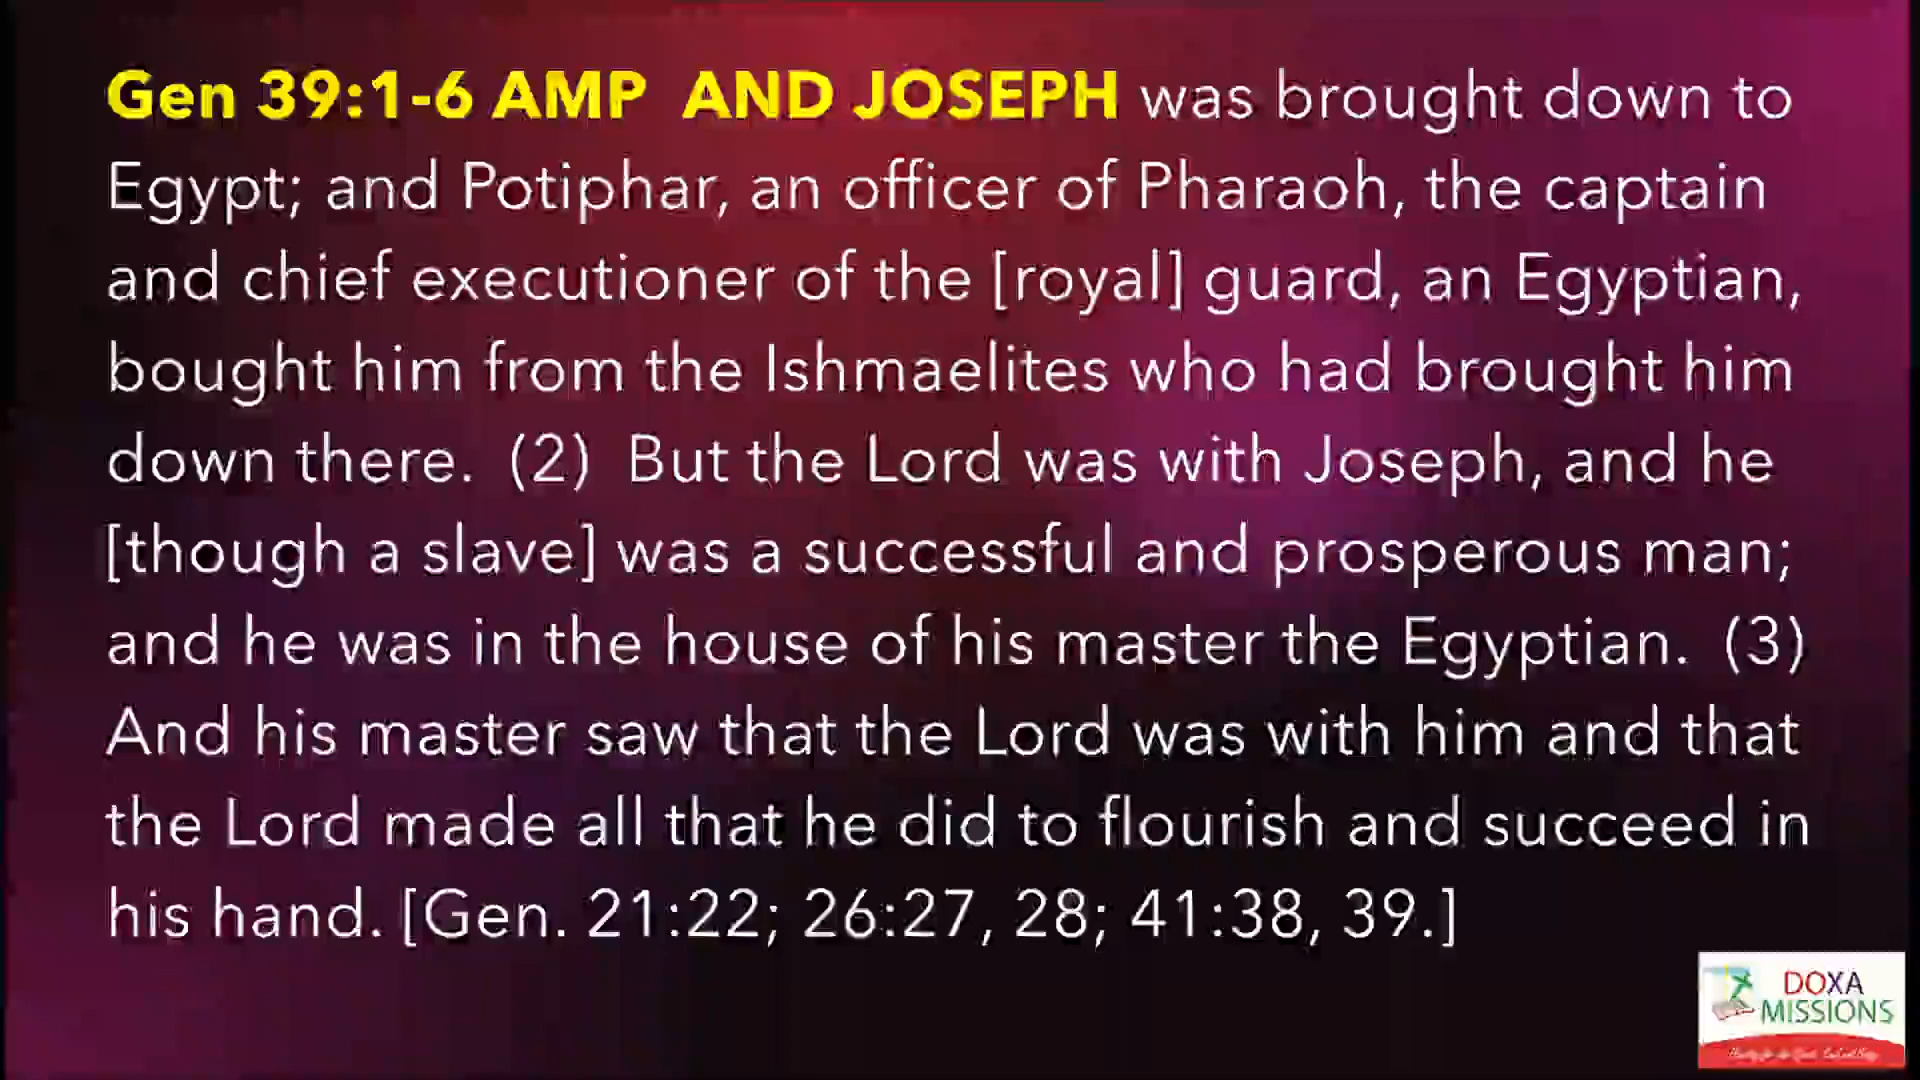 Gen 39:1-6 AMP  AND JOSEPH was brought down to
Egypt; and Potiphar, an officer of Pharaoh, the captain
and chief executioner of the [royal] guard, an Egyptian,
bought him from the Ishmaelites who had brought him
down there.  (2)  But the Lord was with Joseph, and he
[though a slave] was a successful and prosperous man;
and he was in the house of his master the Egyptian.  (3)
And his master saw that the Lord was with him and that
the Lord made all that he did to flourish and succeed in
his hand. [Gen. 21:22; 26:27, 28; 41:38, 39.]
DOXA
MISSIONS